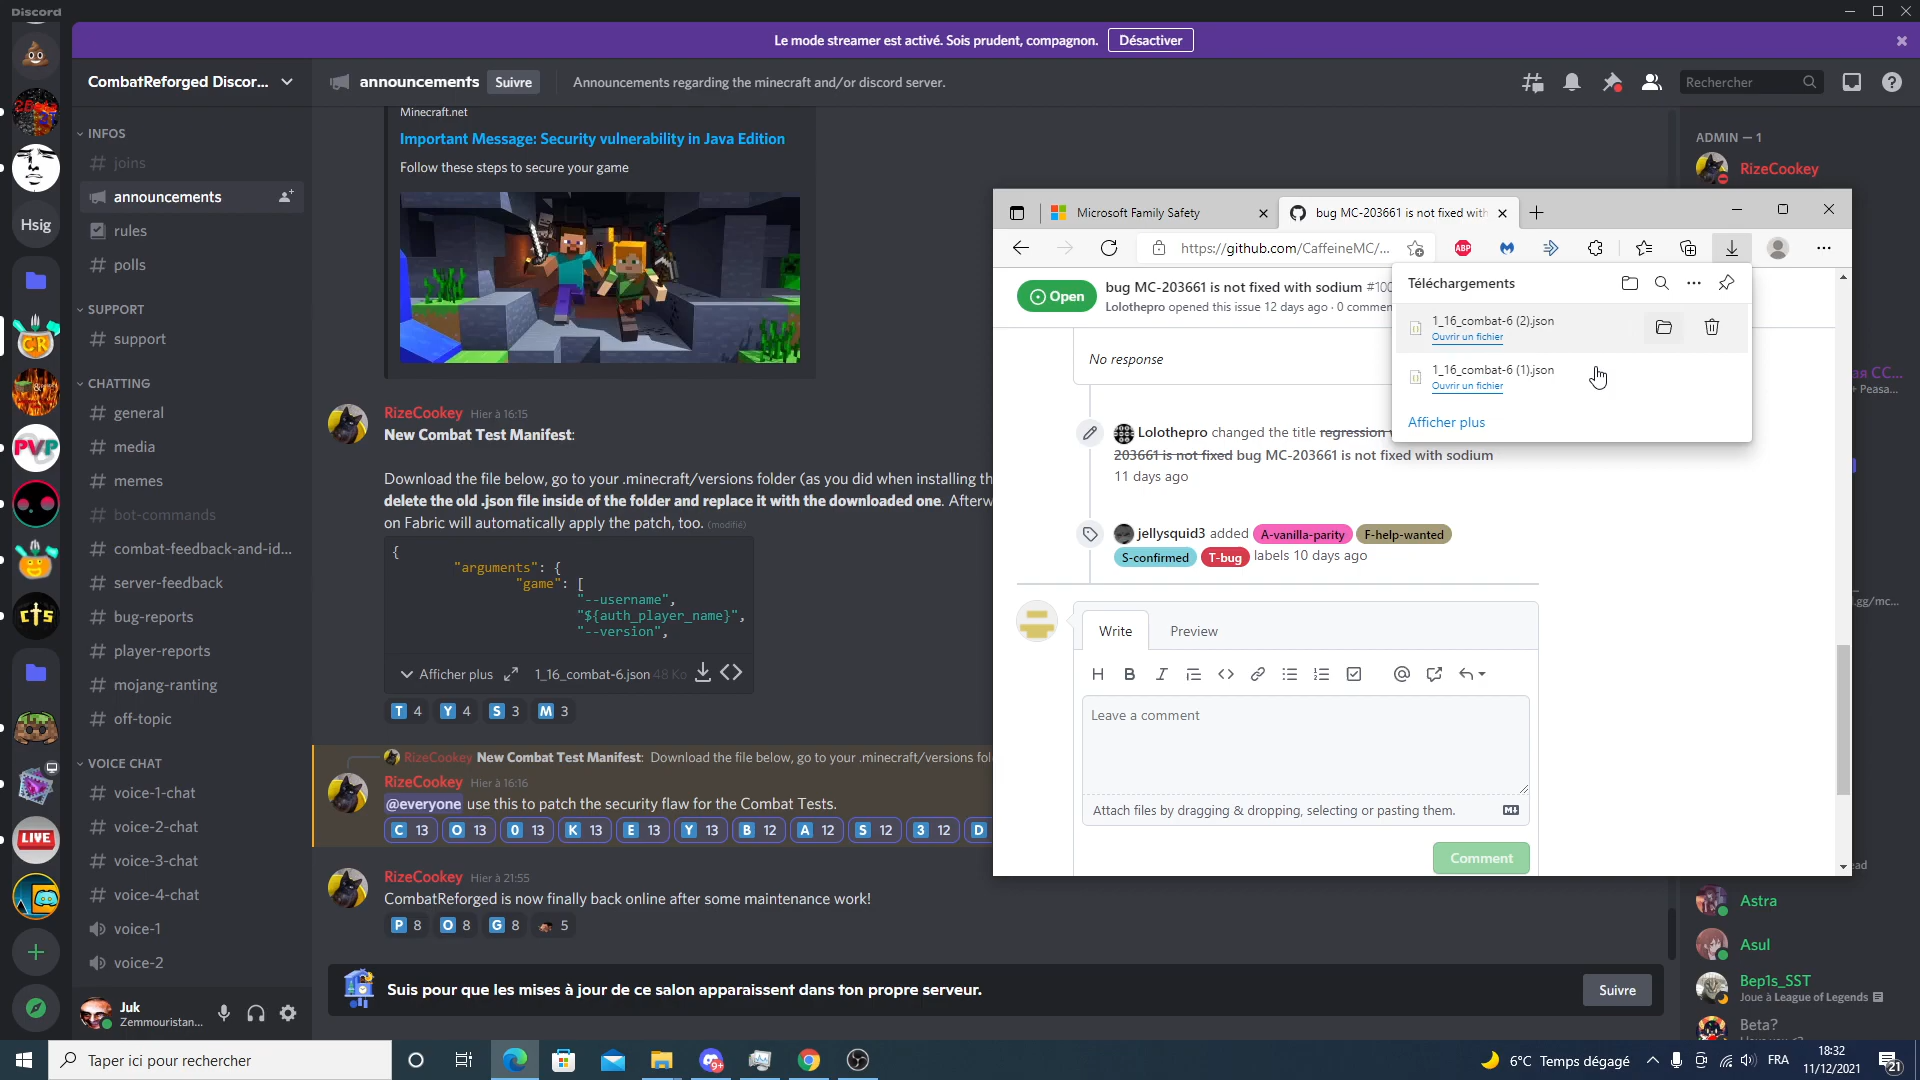 Discord
Le mode streamer est activé. Sois prudent, compagnon.
Désactiver
CombatReforged Discor...
announcements
Suivre
Announcements regarding the minecraft and/or discord server.
Rechercher
Hsig
PVP
CTS
LIVE
INFOS
joins
announcements
rules
polls
SUPPORT
support
CHATTING
general
media
memes
bot-commands
combat-feedback-and-id...
server-feedback
bug-reports
player-reports
mojang-ranting
off-topic
VOICE CHAT
voice-1-chat
voice-2-chat
voice-3-chat
voice-4-chat
voice-1
voice-2
Juk
Zemmouristan...
Minecraft.net
Important Message: Security vulnerability in Java Edition
Follow these steps to secure your game
RizeCookey Hier à 16:15
New Combat Test Manifest:
Download the file below, go to your .minecraft/versions folder (as you did when installing th
delete the old .json file inside of the folder and replace it with the downloaded one. Afterw
on Fabric will automatically apply the patch, too. (modifié)
{
"arguments": {
"game": [
"--username",
"${auth_player_name}",
"--version",
Afficher plus
1_16_combat-6.json 48 Ko
T 4 Y 4 S 3 M 3
RizeCookey New Combat Test Manifest: Download the file below, go to your .minecraft/versions fol
RizeCookey Hier à 16:16
@everyone use this to patch the security flaw for the Combat Tests.
C 13 O 13 0 13 K 13 E 13 Y 13 B 12 A 12 S 12 3 12 D
RizeCookey Hier à 21:55
CombatReforged is now finally back online after some maintenance work!
P 8 O 8 G 8 5
Suis pour que les mises à jour de ce salon apparaissent dans ton propre serveur.
Suivre
ADMIN — 1
RizeCookey
Microsoft Family Safety
bug MC-203661 is not fixed with
https://github.com/CaffeineMC/...
ABP
Open
bug MC-203661 is not fixed with sodium #100
Lolothepro opened this issue 12 days ago · 0 commen
Téléchargements
1_16_combat-6 (2).json
Ouvrir un fichier
1_16_combat-6 (1).json
Ouvrir un fichier
Afficher plus
No response
Lolothepro changed the title regression
203661 is not fixed bug MC-203661 is not fixed with sodium
11 days ago
jellysquid3 added A-vanilla-parity F-help-wanted
S-confirmed T-bug labels 10 days ago
Write
Preview
Leave a comment
Attach files by dragging & dropping, selecting or pasting them.
Comment
+ Peasa...
.gg/mc...
ead
Astra
Asul
Bep1s_SST
Joue à League of Legends
Beta?
Taper ici pour rechercher
6°C Temps dégagé
FRA
18:32
11/12/2021
21